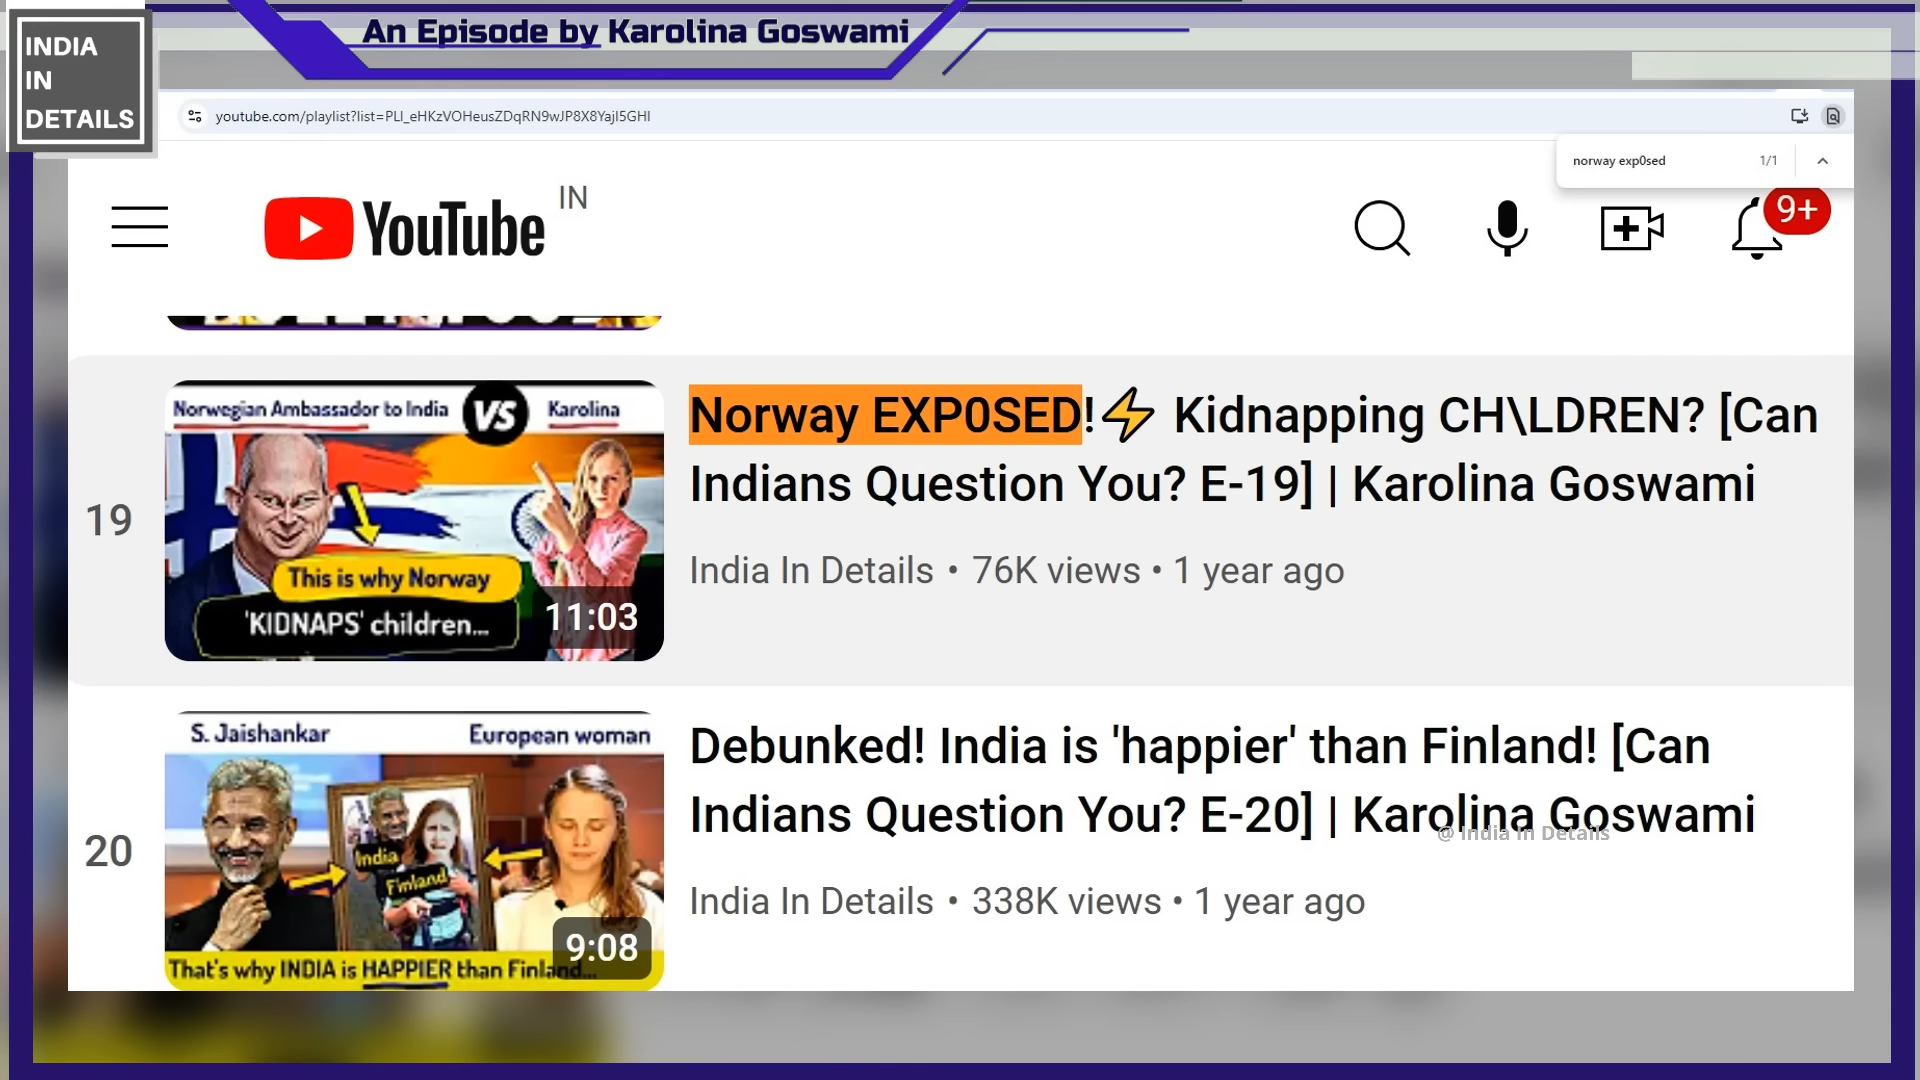 INDIA
IN
DETAILS
An Episode by Karolina Goswami
youtube.com/playlist?list=PLI_eHKzVOHeusZDqRN9wJP8X8YajI5GHI
norway exp0sed 1/1
YouTube IN
9+
19
Norwegian Ambassador to India VS Karolina
This is why Norway
'KIDNAPS' children...
11:03
Norway EXP0SED!⚡ Kidnapping CH\LDREN? [Can
Indians Question You? E-19] | Karolina Goswami
India In Details • 76K views • 1 year ago
20
S. Jaishankar European woman
India
Finland
9:08
That's why INDIA is HAPPIER than Finland...
Debunked! India is 'happier' than Finland! [Can
Indians Question You? E-20] | Karolina Goswami
@ India In Details
India In Details • 338K views • 1 year ago